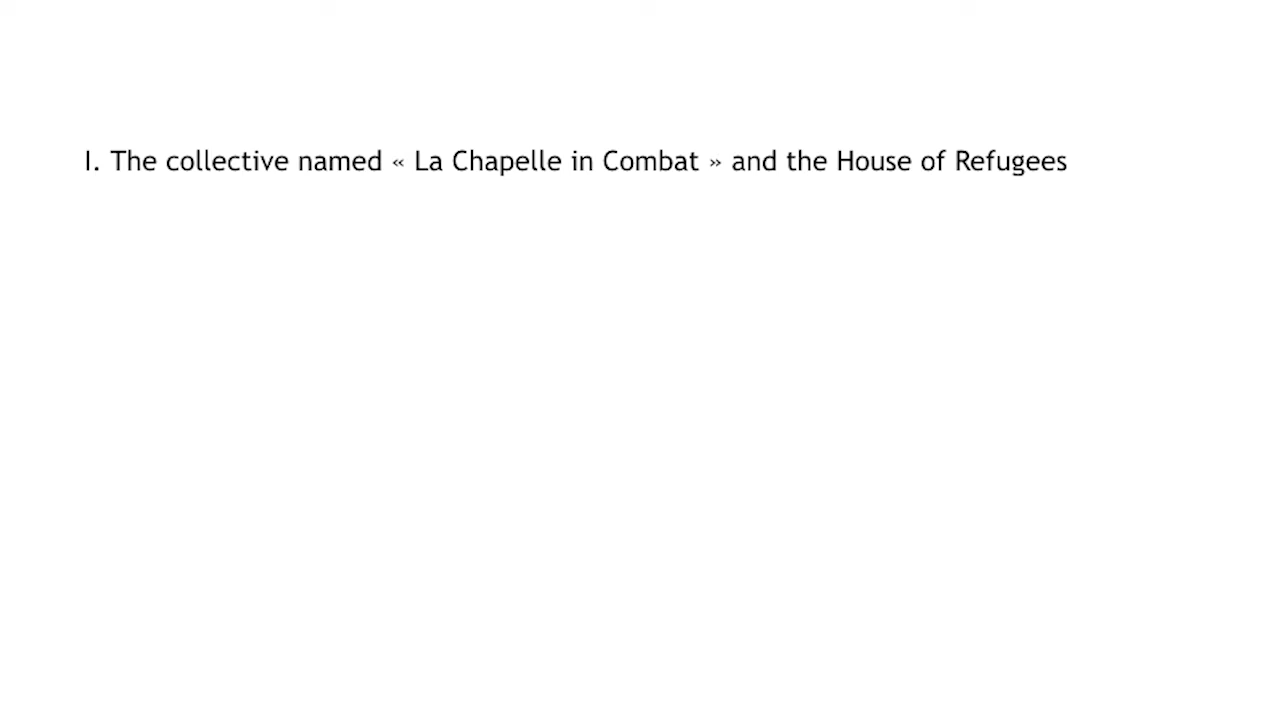 I. The collective named « La Chapelle in Combat » and the House of Refugees